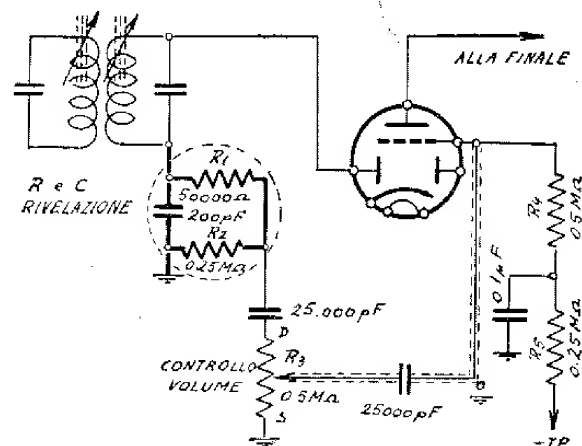 ALLA FINALE
R e C
RIVELAZIONE
R1
50000Ω
200pF
R2
0.25MΩ
25.000pF
D
R3
CONTROLLO
VOLUME
0.5MΩ
S
25000pF
R4
0.5MΩ
0.1µF
R5
0.25MΩ
-TP